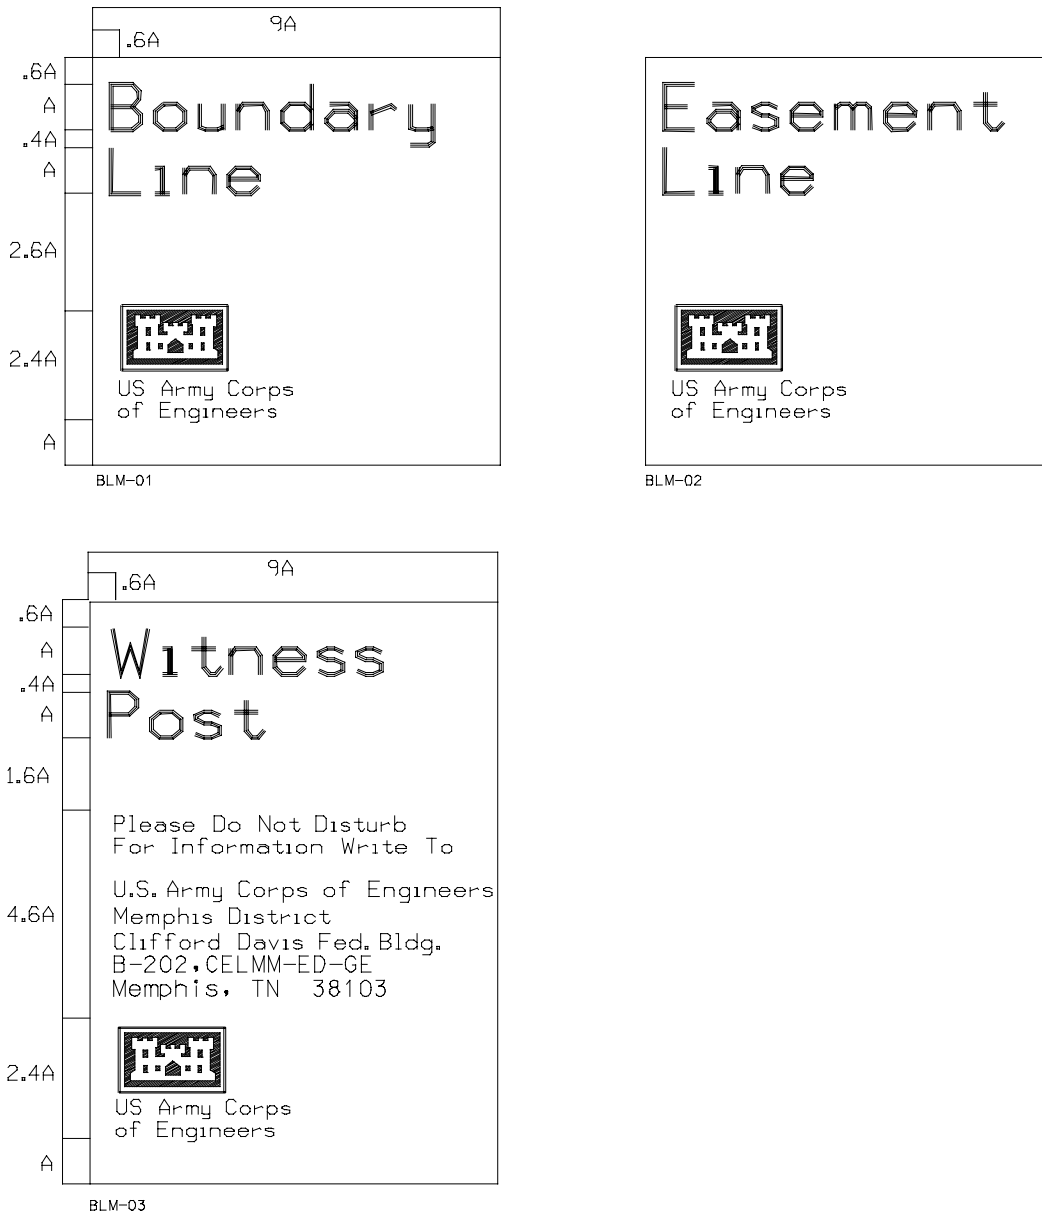 9A
.6A
.6A
A
.4A
A
2.6A
2.4A
A
Boundary
Line
US Army Corps
of Engineers
BLM-01
Easement
Line
US Army Corps
of Engineers
BLM-02
9A
.6A
.6A
A
.4A
A
1.6A
4.6A
2.4A
A
Witness
Post
Please Do Not Disturb
For Information Write To
U.S. Army Corps of Engineers
Memphis District
Clifford Davis Fed. Bldg.
B-202, CELMM-ED-GE
Memphis, TN 38103
US Army Corps
of Engineers
BLM-03